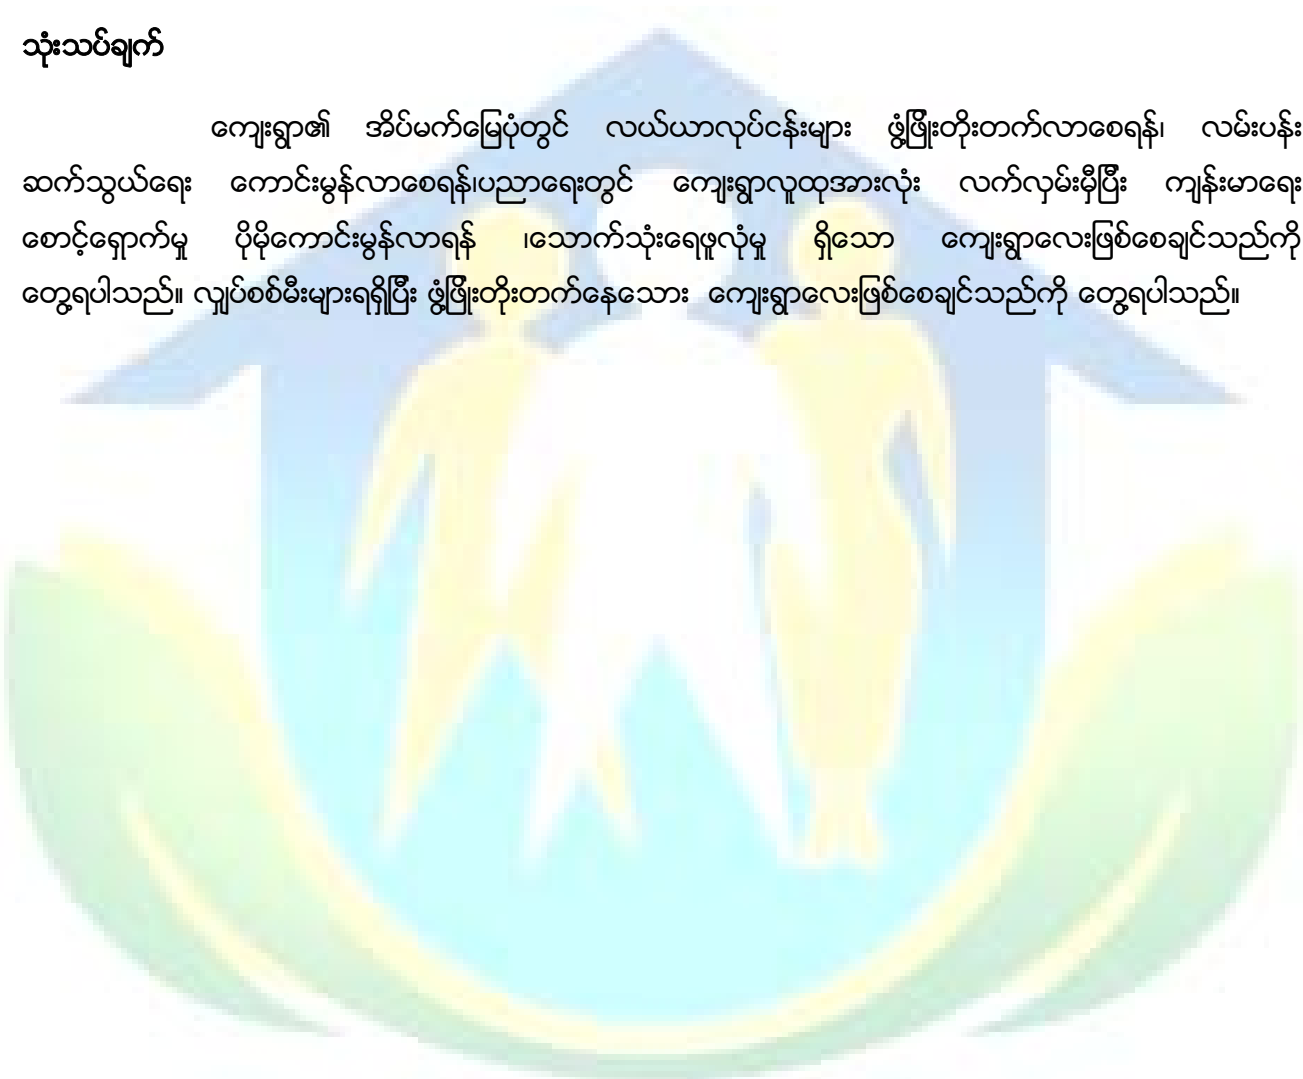 သုံးသပ်ချက်
ကျေးရွာ၏ အိပ်မက်မြေပုံတွင် လယ်ယာလုပ်ငန်းများ ဖွံ့ဖြိုးတိုးတက်လာစေရန်၊ လမ်းပန်း
ဆက်သွယ်ရေး ကောင်းမွန်လာစေရန်၊ပညာရေးတွင် ကျေးရွာလူထုအားလုံး လက်လှမ်းမှီပြီး ကျန်းမာရေး
စောင့်ရှောက်မှု ပိုမိုကောင်းမွန်လာရန် ၊သောက်သုံးရေဖူလုံမှု ရှိသော ကျေးရွာလေးဖြစ်စေချင်သည်ကို
တွေ့ရပါသည်။ လျှပ်စစ်မီးများရရှိပြီး ဖွံ့ဖြိုးတိုးတက်နေသေား ကျေးရွာလေးဖြစ်စေချင်သည်ကို တွေ့ရပါသည်။